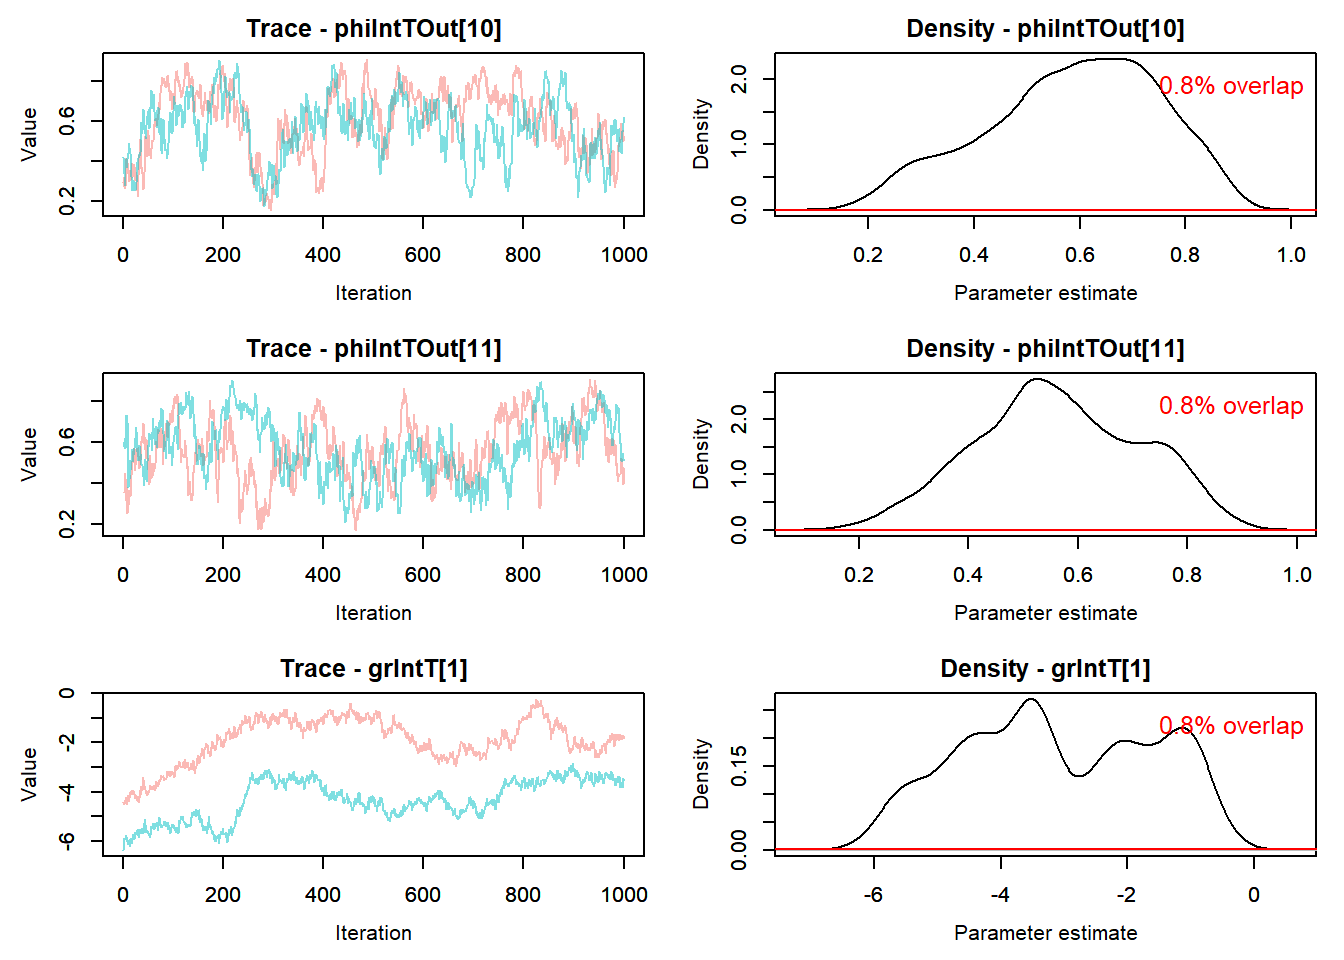 Trace - phiIntTOut[10]
Value
0.2
0.6
0
200
400
600
800
1000
Iteration
Density - phiIntTOut[10]
0.8% overlap
Density
0.0
1.0
2.0
0.2
0.4
0.6
0.8
1.0
Parameter estimate
Trace - phiIntTOut[11]
Value
0.2
0.6
0
200
400
600
800
1000
Iteration
Density - phiIntTOut[11]
0.8% overlap
Density
0.0
1.0
2.0
0.2
0.4
0.6
0.8
1.0
Parameter estimate
Trace - grIntT[1]
Value
-6
-4
-2
0
0
200
400
600
800
1000
Iteration
Density - grIntT[1]
0.8% overlap
Density
0.00
0.15
-6
-4
-2
0
Parameter estimate